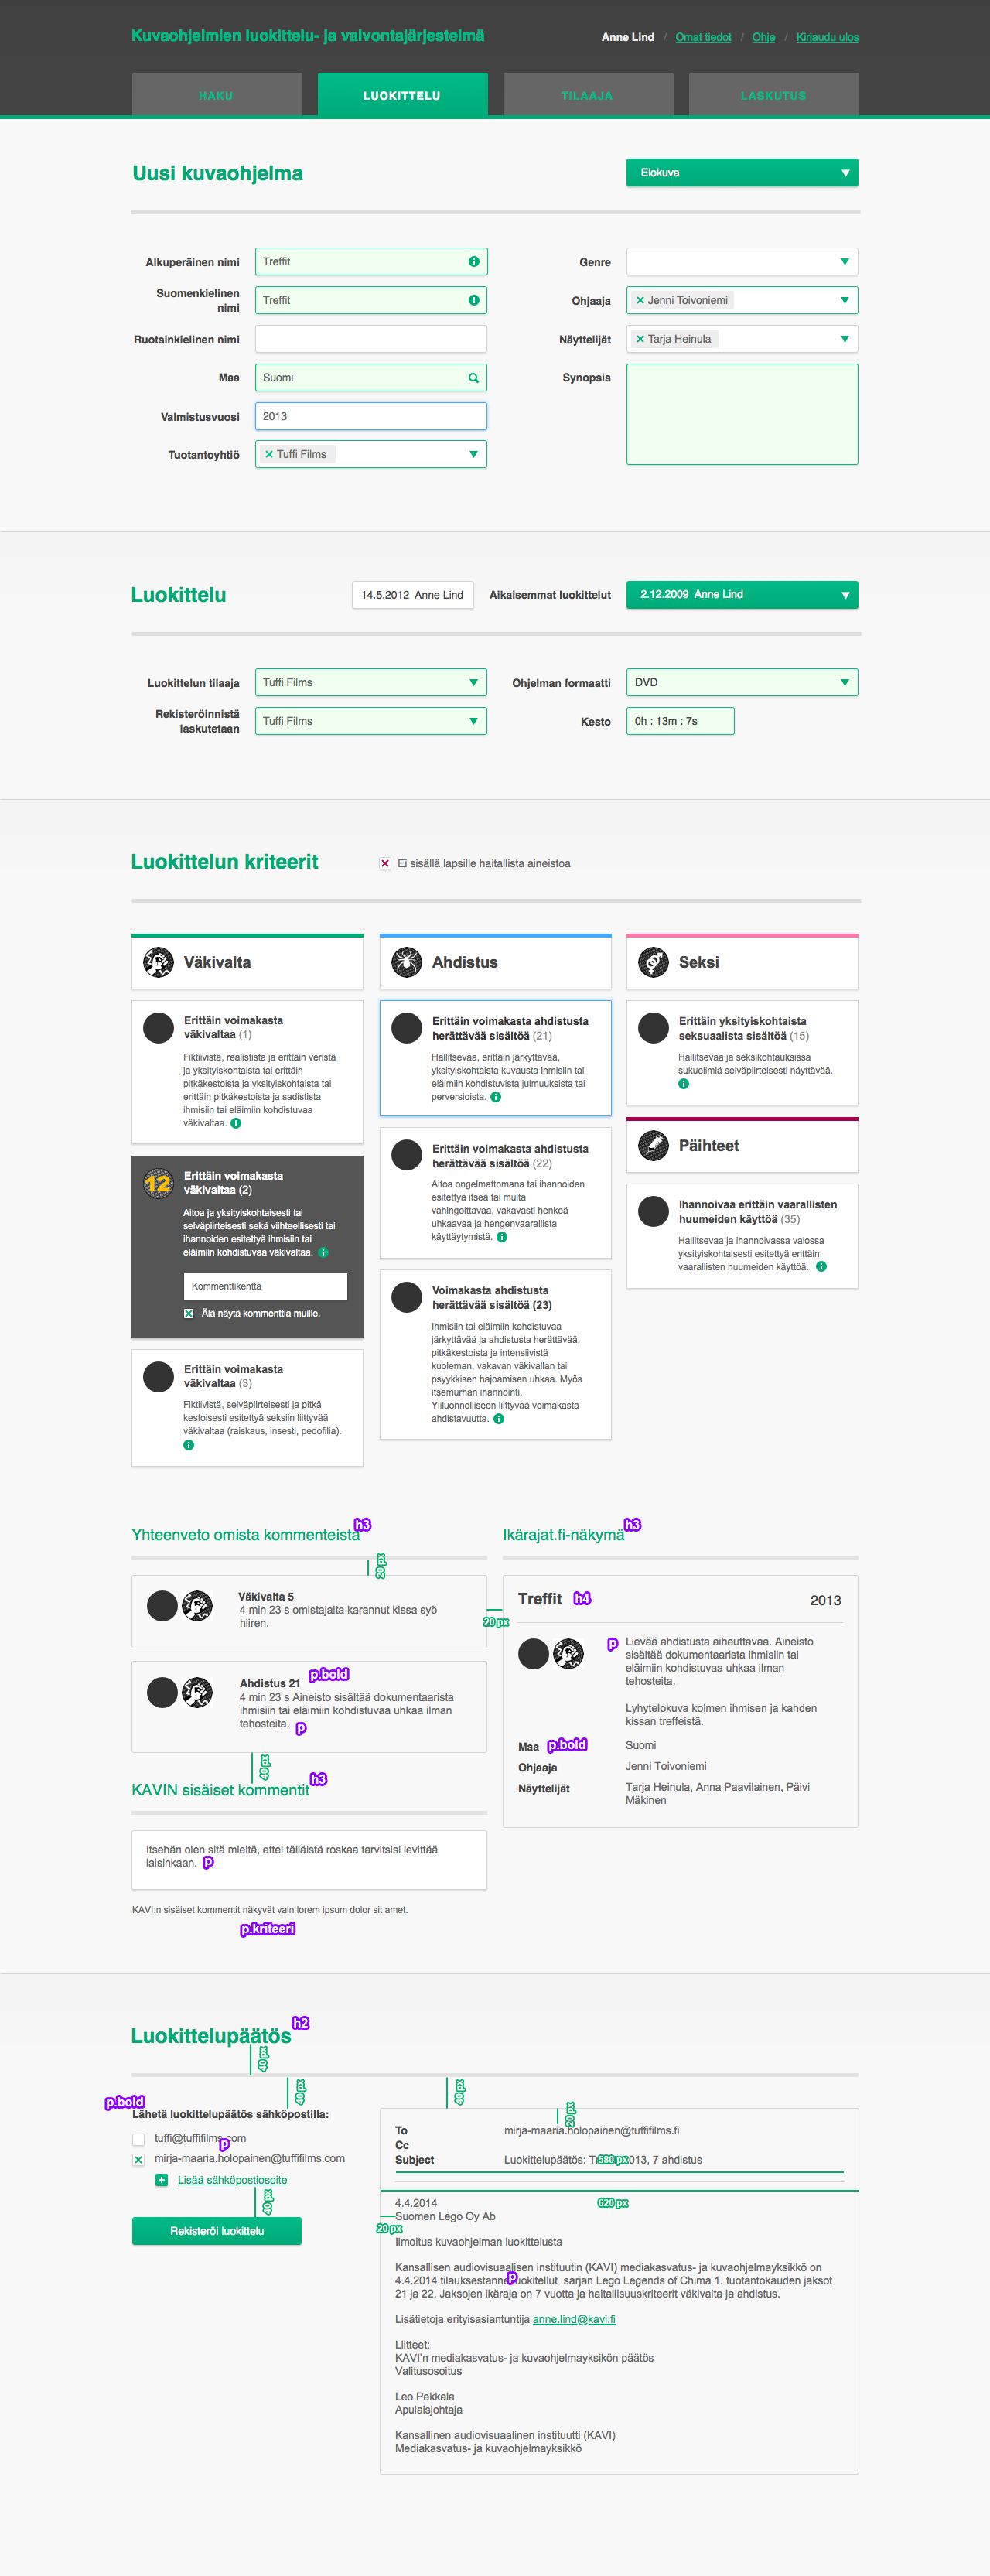 Kuvaohjelmien luokittelu- ja valvontajärjestelmä
Anne Lind / Omat tiedot / Ohje / Kirjaudu ulos
HAKU
LUOKITTELU
TILAAJA
LASKUTUS
Uusi kuvaohjelma
Elokuva
Alkuperäinen nimi
Treffit
Suomenkielinen
nimi
Treffit
Ruotsinkielinen nimi
Maa
Suomi
Valmistusvuosi
2013
Tuotantoyhtiö
Tuffi Films
Genre
Ohjaaja
Jenni Toivoniemi
Näyttelijät
Tarja Heinula
Synopsis
Luokittelu
14.5.2012 Anne Lind
Aikaisemmat luokittelut
2.12.2009 Anne Lind
Luokittelun tilaaja
Tuffi Films
Rekisteröinnistä
laskutetaan
Tuffi Films
Ohjelman formaatti
DVD
Kesto
0h : 13m : 7s
Luokittelun kriteerit
Ei sisällä lapsille haitallista aineistoa
Väkivalta
Erittäin voimakasta
väkivaltaa (1)
Fiktiivistä, realistista ja erittäin veristä
ja yksityiskohtaista tai erittäin
pitkäkestoista ja yksityiskohtaista tai
erittäin pitkäkestoista ja sadistista
ihmisiin tai eläimiin kohdistuvaa
väkivaltaa.
12
Erittäin voimakasta
väkivaltaa (2)
Aitoa ja yksityiskohtaisesti tai
selväpiirteisesti sekä viihteellisesti tai
ihannoiden esitettyä ihmisiin tai
eläimiin kohdistuvaa väkivaltaa.
Kommenttikenttä
Älä näytä kommenttia muille.
Erittäin voimakasta
väkivaltaa (3)
Fiktiivistä, selväpiirteisesti ja pitkä
kestoisesti esitettyä seksiin liittyvää
väkivaltaa (raiskaus, insesti, pedofilia).
Ahdistus
Erittäin voimakasta ahdistusta
herättävää sisältöä (21)
Hallitsevaa, erittäin järkyttävää,
yksityiskohtaista kuvausta ihmisiin tai
eläimiin kohdistuvista julmuuksista tai
perversioista.
Erittäin voimakasta ahdistusta
herättävää sisältöä (22)
Aitoa ongelmattomana tai ihannoiden
esitettyä itseä tai muita
vahingoittavaa, vakavasti henkeä
uhkaavaa ja hengenvaarallista
käyttäytymistä.
Voimakasta ahdistusta
herättävää sisältöä (23)
Ihmisiin tai eläimiin kohdistuvaa
järkyttävää ja ahdistusta herättävää,
pitkäkestoista ja intensiivistä
kuoleman, vakavan väkivallan tai
psyykkisen hajoamisen uhkaa. Myös
itsemurhan ihannointi.
Yliluonnolliseen liittyvää voimakasta
ahdistavuutta.
Seksi
Erittäin yksityiskohtaista
seksuaalista sisältöä (15)
Hallitsevaa ja seksikohtauksissa
sukuelimiä selväpiirteisesti näyttävää.
Päihteet
Ihannoivaa erittäin vaarallisten
huumeiden käyttöä (35)
Hallitsevaa ja ihannoivassa valossa
yksityiskohtaisesti esitettyä erittäin
vaarallisten huumeiden käyttöä.
Yhteenveto omista kommenteista
h3
20 px
Väkivalta 5
4 min 23 s omistajalta karannut kissa syö
hiiren.
20 px
Ahdistus 21
p.bold
4 min 23 s Aineisto sisältää dokumentaarista
ihmisiin tai eläimiin kohdistuvaa uhkaa ilman
tehosteita.
p
40 px
KAVIN sisäiset kommentit
h3
Itsehän olen sitä mieltä, ettei tälläistä roskaa tarvitsisi levittää
laisinkaan.
p
KAVI:n sisäiset kommentit näkyvät vain lorem ipsum dolor sit amet.
p.kriteeri
Ikärajat.fi-näkymä
h3
Treffit
h4
2013
p
Lievää ahdistusta aiheuttavaa. Aineisto
sisältää dokumentaarista ihmisiin tai
eläimiin kohdistuvaa uhkaa ilman
tehosteita.
Lyhytelokuva kolmen ihmisen ja kahden
kissan treffeistä.
Maa
p.bold
Suomi
Ohjaaja
Jenni Toivoniemi
Näyttelijät
Tarja Heinula, Anna Paavilainen, Päivi
Mäkinen
Luokittelupäätös
h2
40 px
40 px
40 px
p.bold
Lähetä luokittelupäätös sähköpostilla:
tuffi@tuffifilms.com
p
mirja-maaria.holopainen@tuffifilms.com
Lisää sähköpostiosoite
40 px
Rekisteröi luokittelu
20 px
To
mirja-maaria.holopainen@tuffifilms.fi
Cc
Subject
Luokittelupäätös: 2013, 7 ahdistus
580 px
620 px
20 px
4.4.2014
Suomen Lego Oy Ab
Ilmoitus kuvaohjelman luokittelusta
Kansallisen audiovisuaalisen instituutin (KAVI) mediakasvatus- ja kuvaohjelmayksikkö on
4.4.2014 tilauksestanne luokitellut sarjan Lego Legends of Chima 1. tuotantokauden jaksot
21 ja 22. Jaksojen ikäraja on 7 vuotta ja haitallisuuskriteerit väkivalta ja ahdistus.
p
Lisätietoja erityisasiantuntija anne.lind@kavi.fi
Liitteet:
KAVI'n mediakasvatus- ja kuvaohjelmayksikön päätös
Valitusosoitus
Leo Pekkala
Apulaisjohtaja
Kansallinen audiovisuaalinen instituutti (KAVI)
Mediakasvatus- ja kuvaohjelmayksikkö